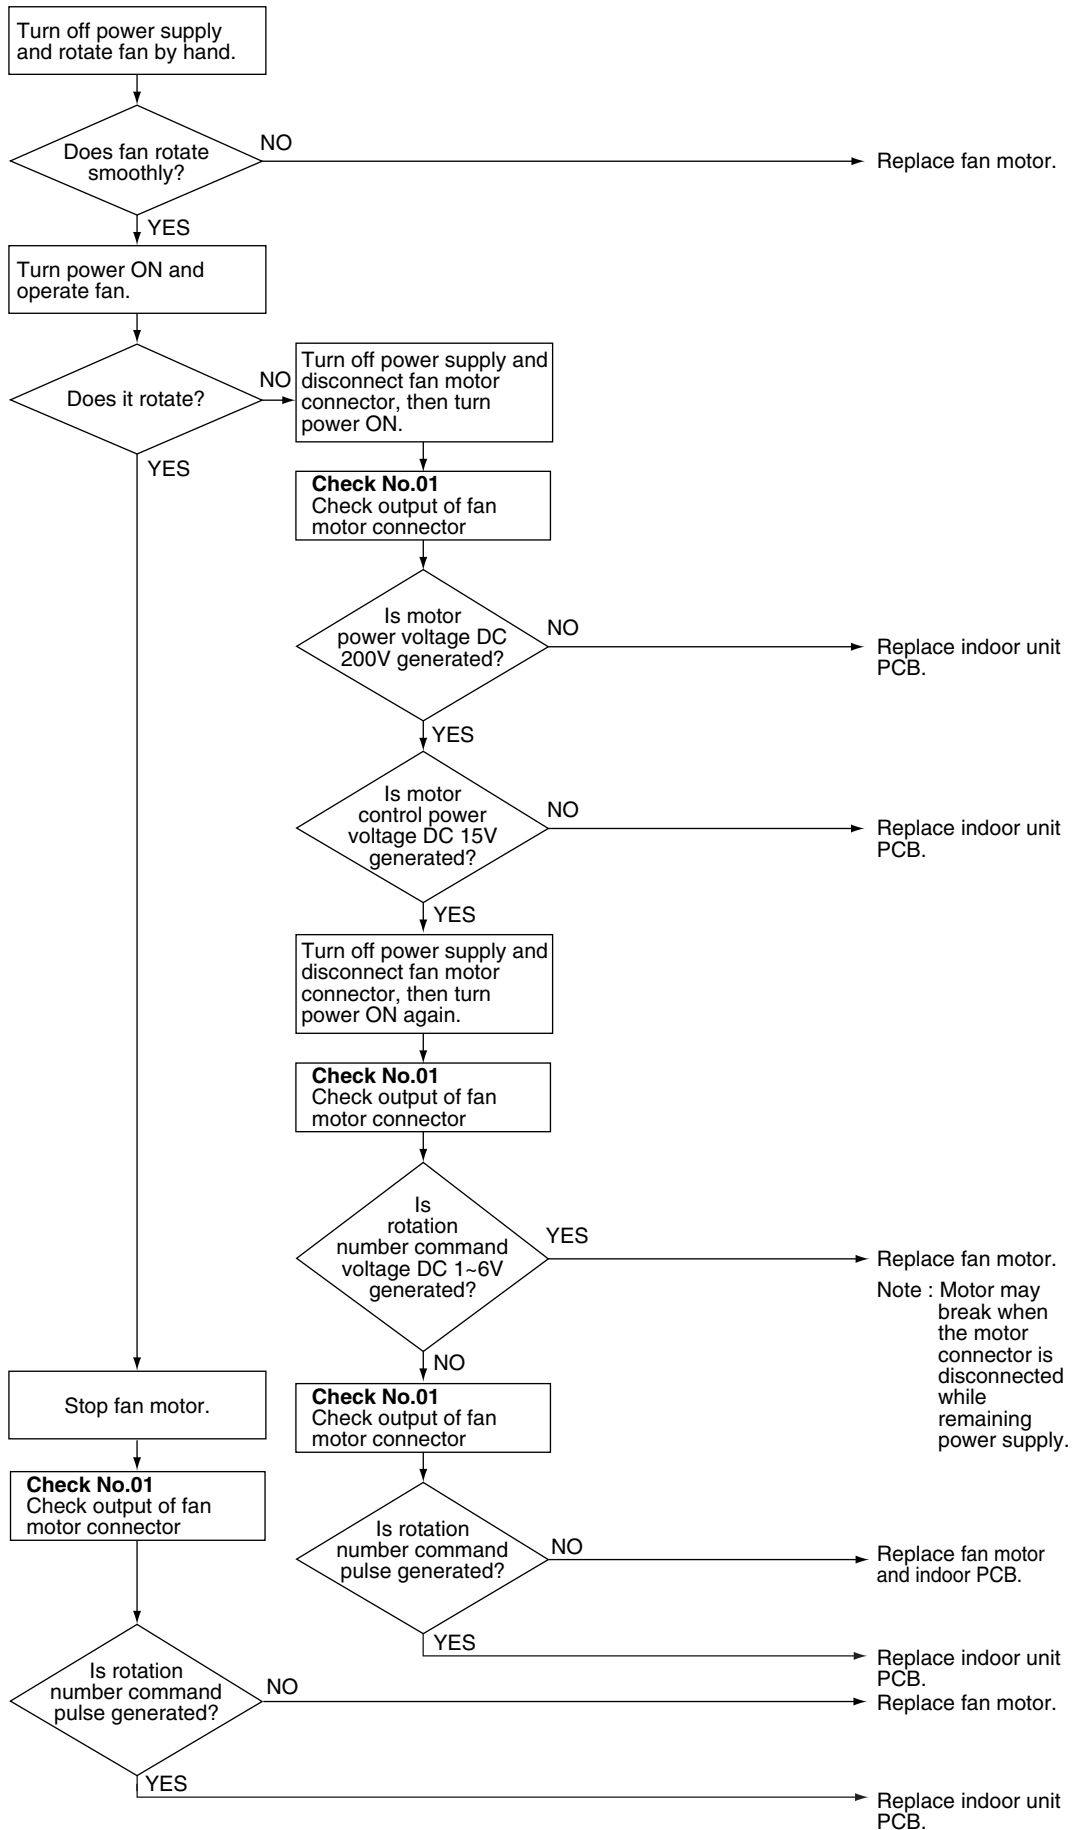 Turn off power supply
and rotate fan by hand.
Does fan rotate
smoothly?
NO
Replace fan motor.
YES
Turn power ON and
operate fan.
Does it rotate?
NO
Turn off power supply and
disconnect fan motor
connector, then turn
power ON.
YES
Check No.01
Check output of fan
motor connector
Is motor
power voltage DC
200V generated?
NO
Replace indoor unit
PCB.
YES
Is motor
control power
voltage DC 15V
generated?
NO
Replace indoor unit
PCB.
YES
Turn off power supply and
disconnect fan motor
connector, then turn
power ON again.
Check No.01
Check output of fan
motor connector
Is
rotation
number command
voltage DC 1~6V
generated?
YES
Replace fan motor.
Note : Motor may
break when
the motor
connector is
disconnected
while
remaining
power supply.
NO
Stop fan motor.
Check No.01
Check output of fan
motor connector
Check No.01
Check output of fan
motor connector
Is rotation
number command
pulse generated?
NO
Replace fan motor
and indoor PCB.
YES
Replace indoor unit
PCB.
Is rotation
number command
pulse generated?
NO
Replace fan motor.
YES
Replace indoor unit
PCB.